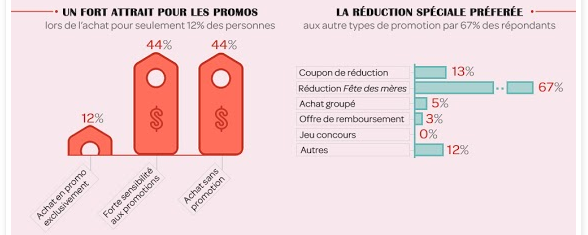 UN FORT ATTRAIT POUR LES PROMOS
lors de l'achat pour seulement 12% des personnes
44%
44%
12%
Achat en promo
exclusivement
Forte sensibilité
aux promotions
Achat sans
promotion
LA RÉDUCTION SPÉCIALE PRÉFERÉE
aux autre types de promotion par 67% des répondants
Coupon de réduction 13%
Réduction Fête des mères 67%
Achat groupé 5%
Offre de remboursement 3%
Jeu concours 0%
Autres 12%